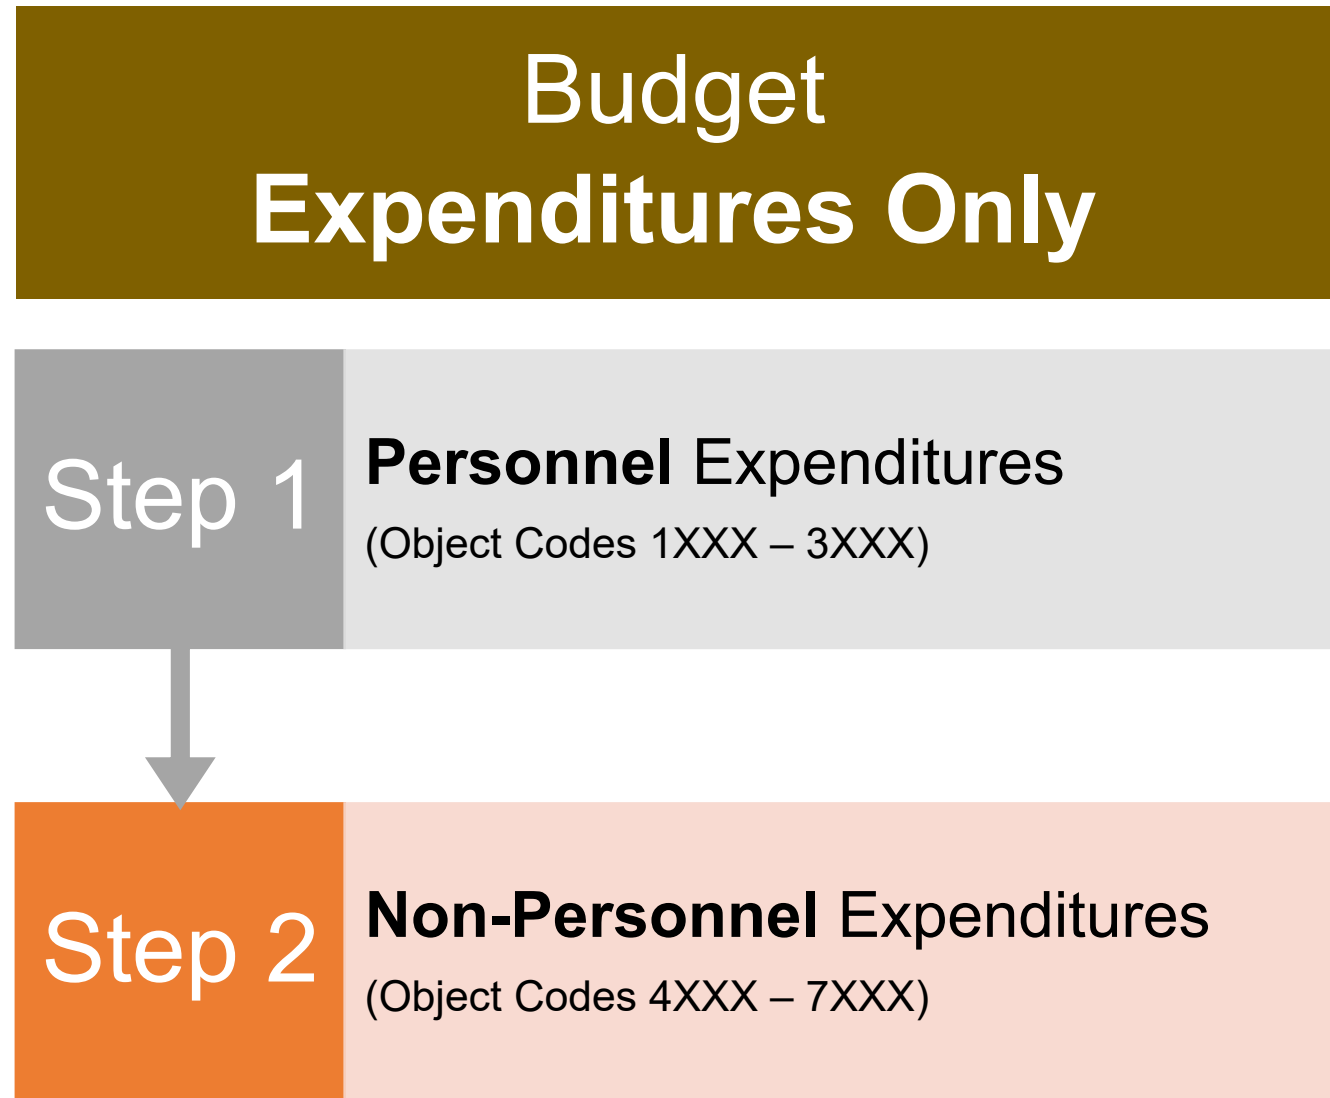 Budget
Expenditures Only
Step 1
Personnel Expenditures
(Object Codes 1XXX – 3XXX)
Step 2
Non-Personnel Expenditures
(Object Codes 4XXX – 7XXX)